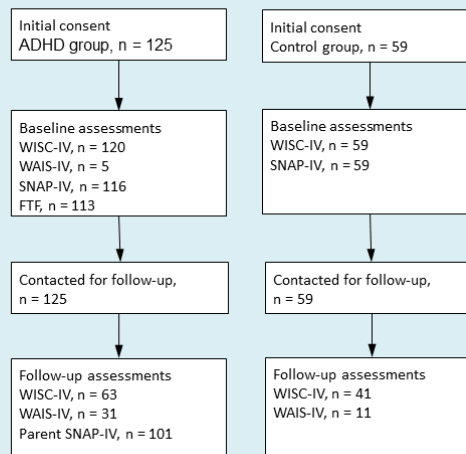 Initial consent
ADHD group, n = 125
Initial consent
Control group, n = 59
Baseline assessments
WISC-IV, n = 120
WAIS-IV, n = 5
SNAP-IV, n = 116
FTF, n = 113
Baseline assessments
WISC-IV, n = 59
SNAP-IV, n = 59
Contacted for follow-up,
n = 125
Contacted for follow-up,
n = 59
Follow-up assessments
WISC-IV, n = 63
WAIS-IV, n = 31
Parent SNAP-IV, n = 101
Follow-up assessments
WISC-IV, n = 41
WAIS-IV, n = 11